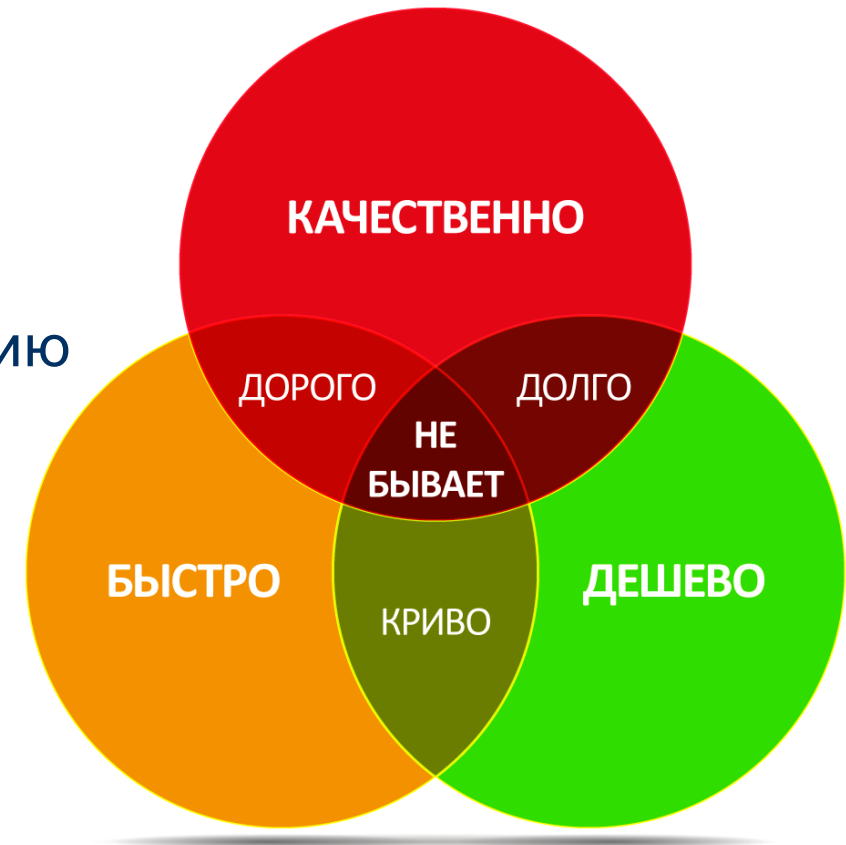 КАЧЕСТВЕННО
ию
ДОРОГО
ДОЛГО
НЕ
БЫВАЕТ
БЫСТРО
ДЕШЕВО
КРИВО